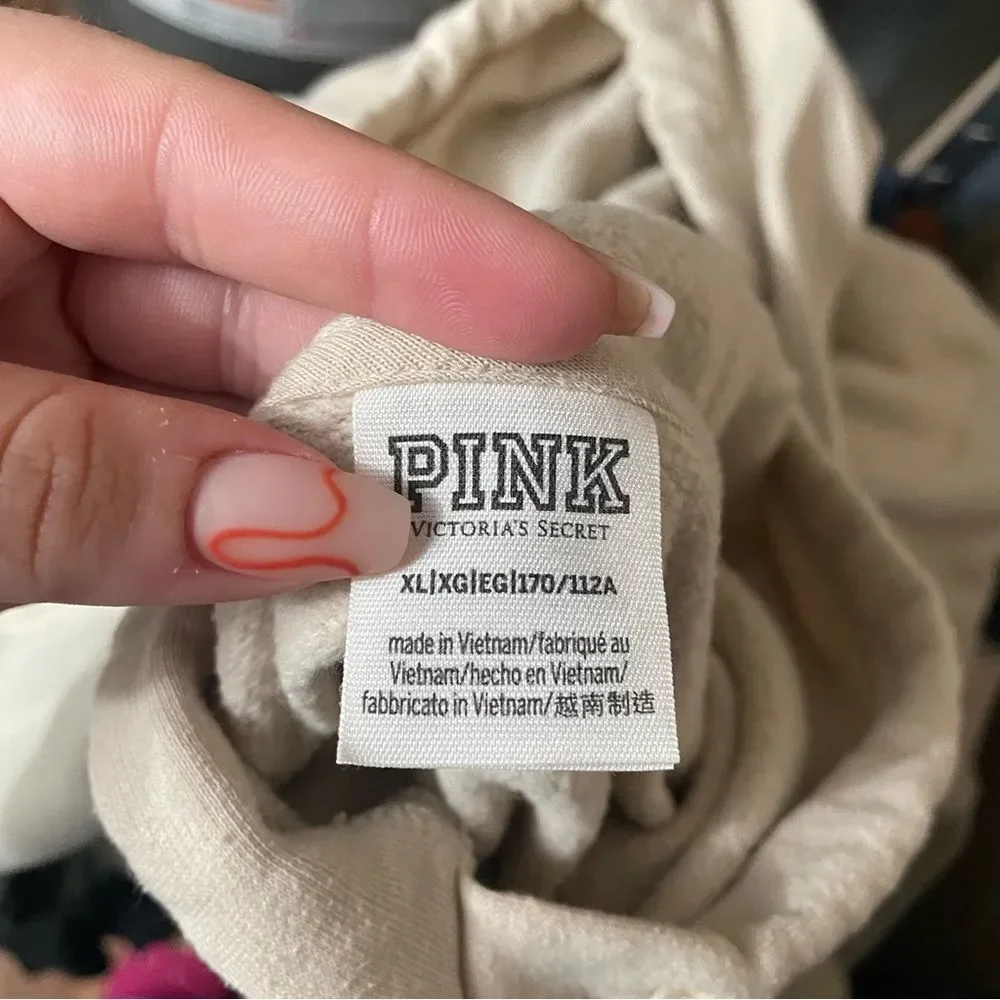 PINK
VICTORIA'S SECRET
XL|XG|EG|170/112A
made in Vietnam/fabriqué au
Vietnam/hecho en Vietnam/
fabbricato in Vietnam/越南制造